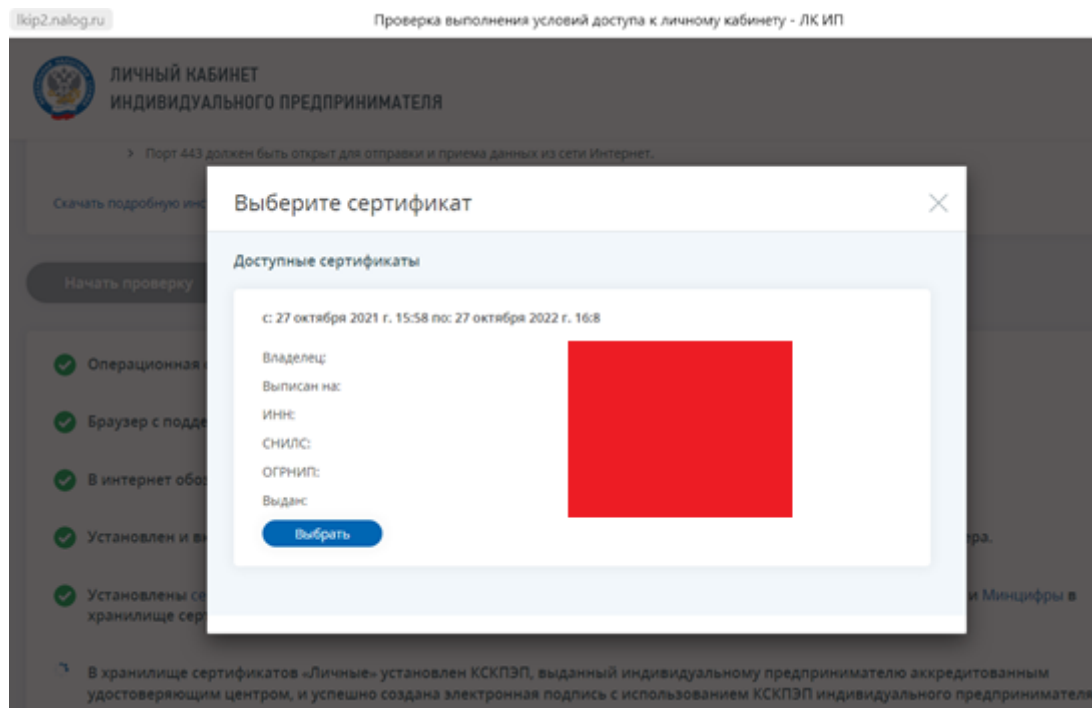 lkip2.nalog.ru
Проверка выполнения условий доступа к личному кабинету - ЛК ИП
ЛИЧНЫЙ КАБИНЕТ
ИНДИВИДУАЛЬНОГО ПРЕДПРИНИМАТЕЛЯ
> Порт 443 должен быть открыт для отправки и приема данных из сети Интернет.
Скачать подробную инс
Выберите сертификат
Доступные сертификаты
Начать проверку
с: 27 октября 2021 г. 15:58 по: 27 октября 2022 г. 16:8
Владелец:
Выписан на:
ИНН:
СНИЛС:
ОГРНИП:
Выдан:
Выбрать
Операционная
Браузер с подде
В интернет обоз
Установлен и вк
ера.
Установлены се
и Минцифры в
хранилище сер
В хранилище сертификатов «Личные» установлен КСКПЭП, выданный индивидуальному предпринимателю аккредитованным
удостоверяющим центром, и успешно создана электронная подпись с использованием КСКПЭП индивидуального предпринимателя